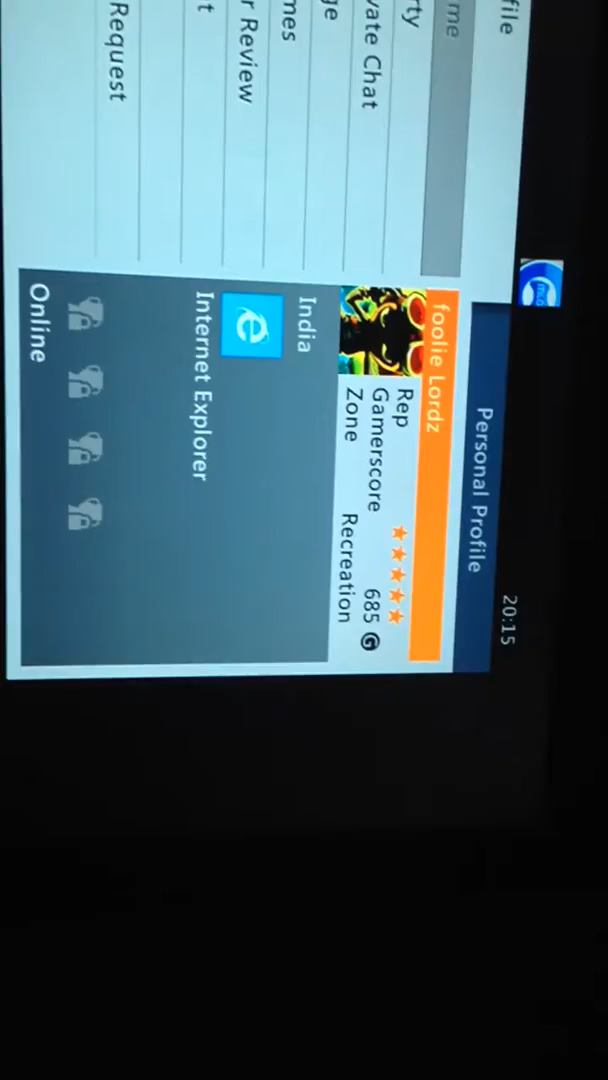 file
20:15
Personal Profile
me
rty
vate Chat
ge
mes
r Review
t
Request
foolie Lordz
Rep
Gamerscore 685 G
Zone Recreation
India
Internet Explorer
Online